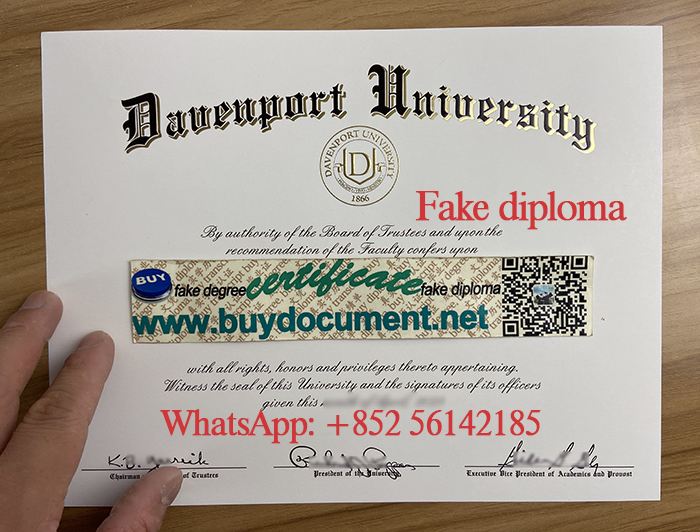 Davenport University
DAVENPORT UNIVERSITY
D
1866
Fake diploma
By authority of the Board of Trustees and upon the
recommendation of the Faculty confers upon
BUY
fake degree certificate fake diploma
www.buydocument.net
with all rights, honors and privileges thereto appertaining.
Witness the seal of this University and the signatures of its officers
given this
WhatsApp: +852 56142185
K.B.
Chairman of Trustees
President of the University
Executive Vice President of Academics and Provost